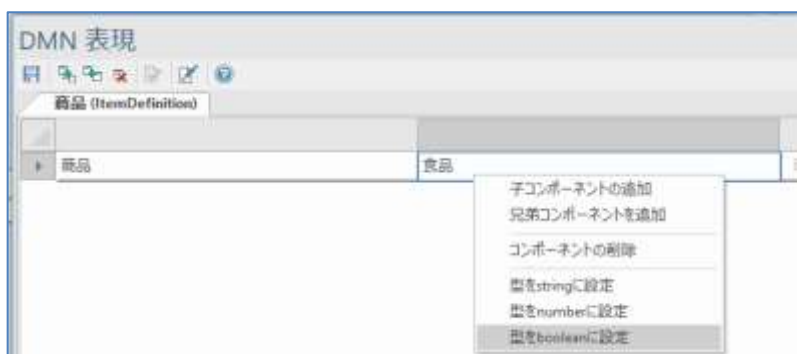 DMN 表現
商品 (ItemDefinition)
商品
食品
子コンポーネントの追加
兄弟コンポーネントを追加
コンポーネントの削除
型をstringに設定
型をnumberに設定
型をbooleanに設定